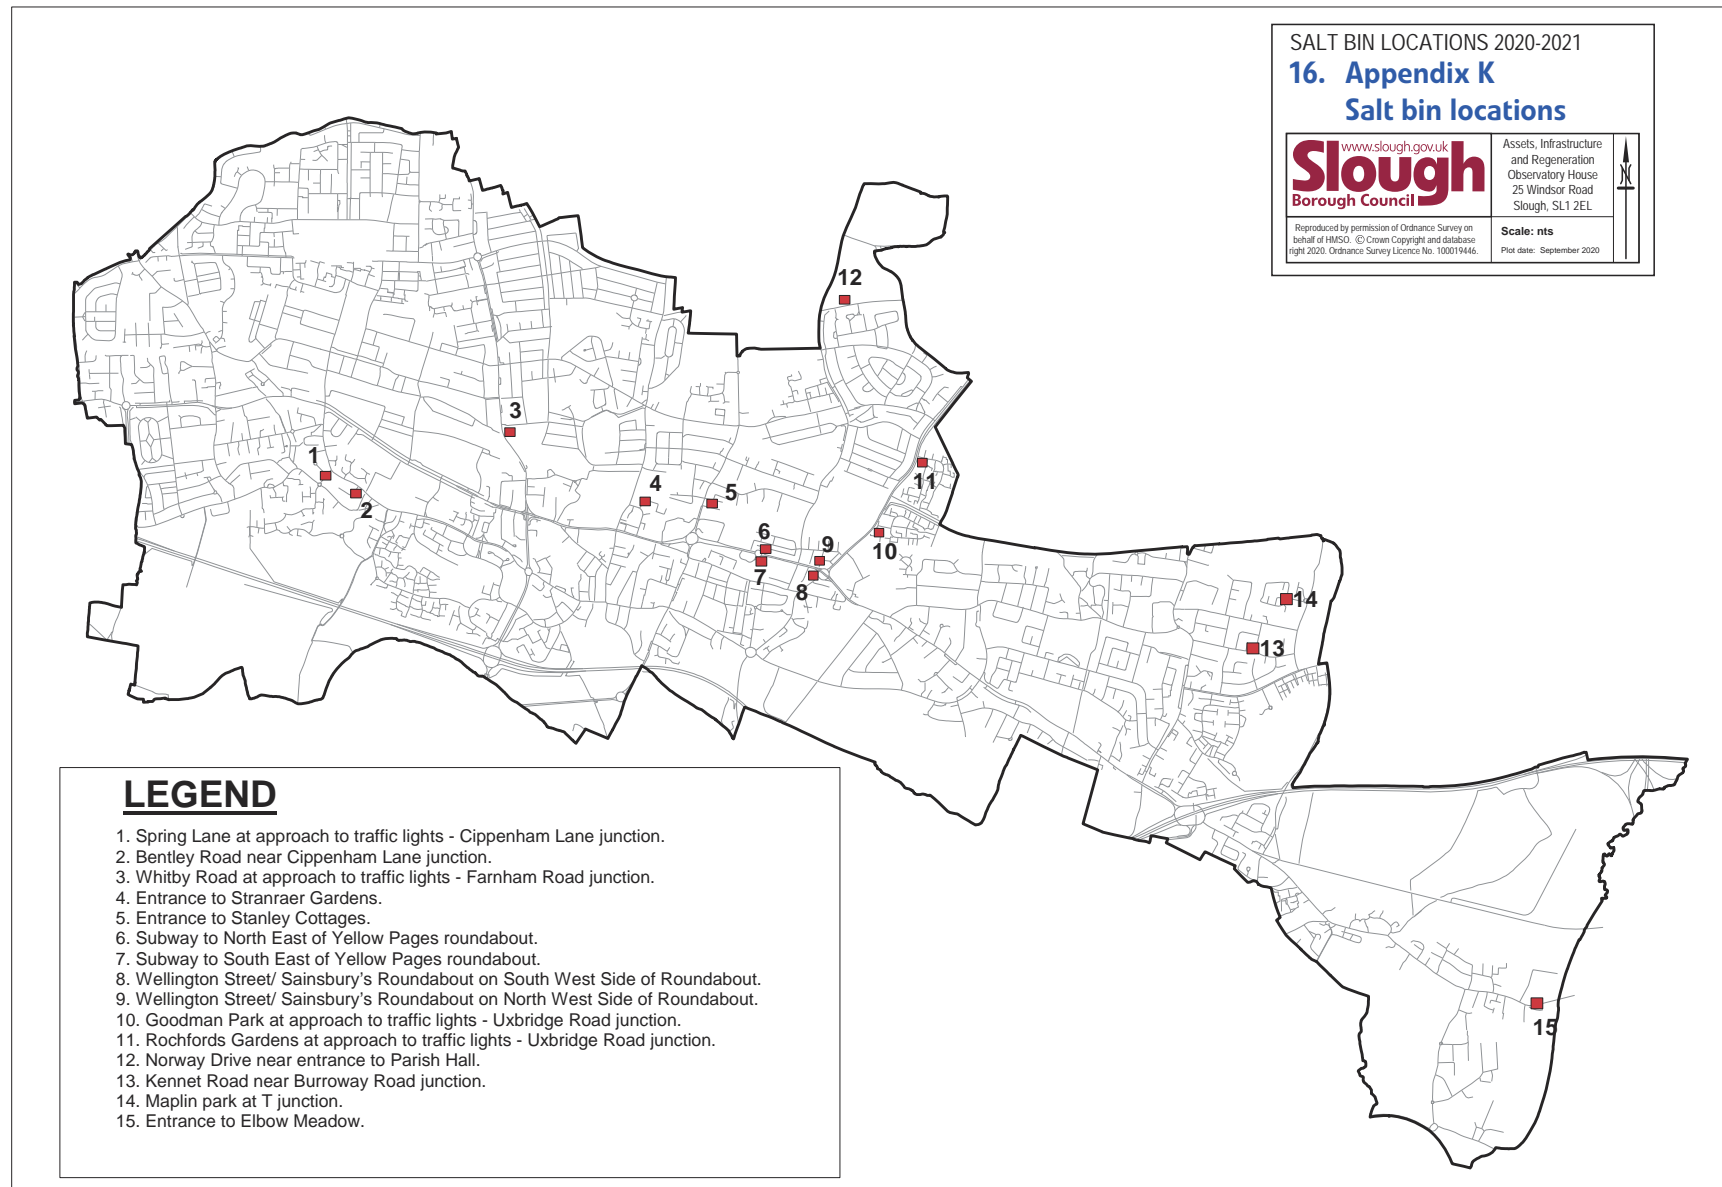 SALT BIN LOCATIONS 2020-2021
16. Appendix K
Salt bin locations
www.slough.gov.uk
Slough
Borough Council
Assets, Infrastructure
and Regeneration
Observatory House
25 Windsor Road
Slough, SL1 2EL
N
Reproduced by permission of Ordnance Survey on
behalf of HMSO. © Crown Copyright and database
right 2020. Ordnance Survey Licence No. 100019446.
Scale: nts
Plot date: September 2020
12
3
1
2
4
5
11
6
9
10
7
8
14
13
15
LEGEND
1. Spring Lane at approach to traffic lights - Cippenham Lane junction.
2. Bentley Road near Cippenham Lane junction.
3. Whitby Road at approach to traffic lights - Farnham Road junction.
4. Entrance to Stranraer Gardens.
5. Entrance to Stanley Cottages.
6. Subway to North East of Yellow Pages roundabout.
7. Subway to South East of Yellow Pages roundabout.
8. Wellington Street/ Sainsbury's Roundabout on South West Side of Roundabout.
9. Wellington Street/ Sainsbury's Roundabout on North West Side of Roundabout.
10. Goodman Park at approach to traffic lights - Uxbridge Road junction.
11. Rochfords Gardens at approach to traffic lights - Uxbridge Road junction.
12. Norway Drive near entrance to Parish Hall.
13. Kennet Road near Burroway Road junction.
14. Maplin park at T junction.
15. Entrance to Elbow Meadow.